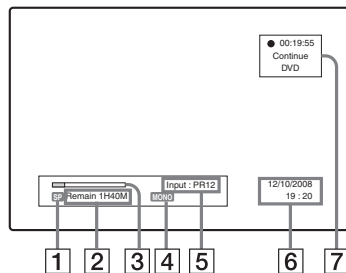 ● 00:19:55
Continue
DVD
Input : PR12
SP Remain 1H40M MONO
12/10/2008
19 : 20
1 2 3 4 5 6 7